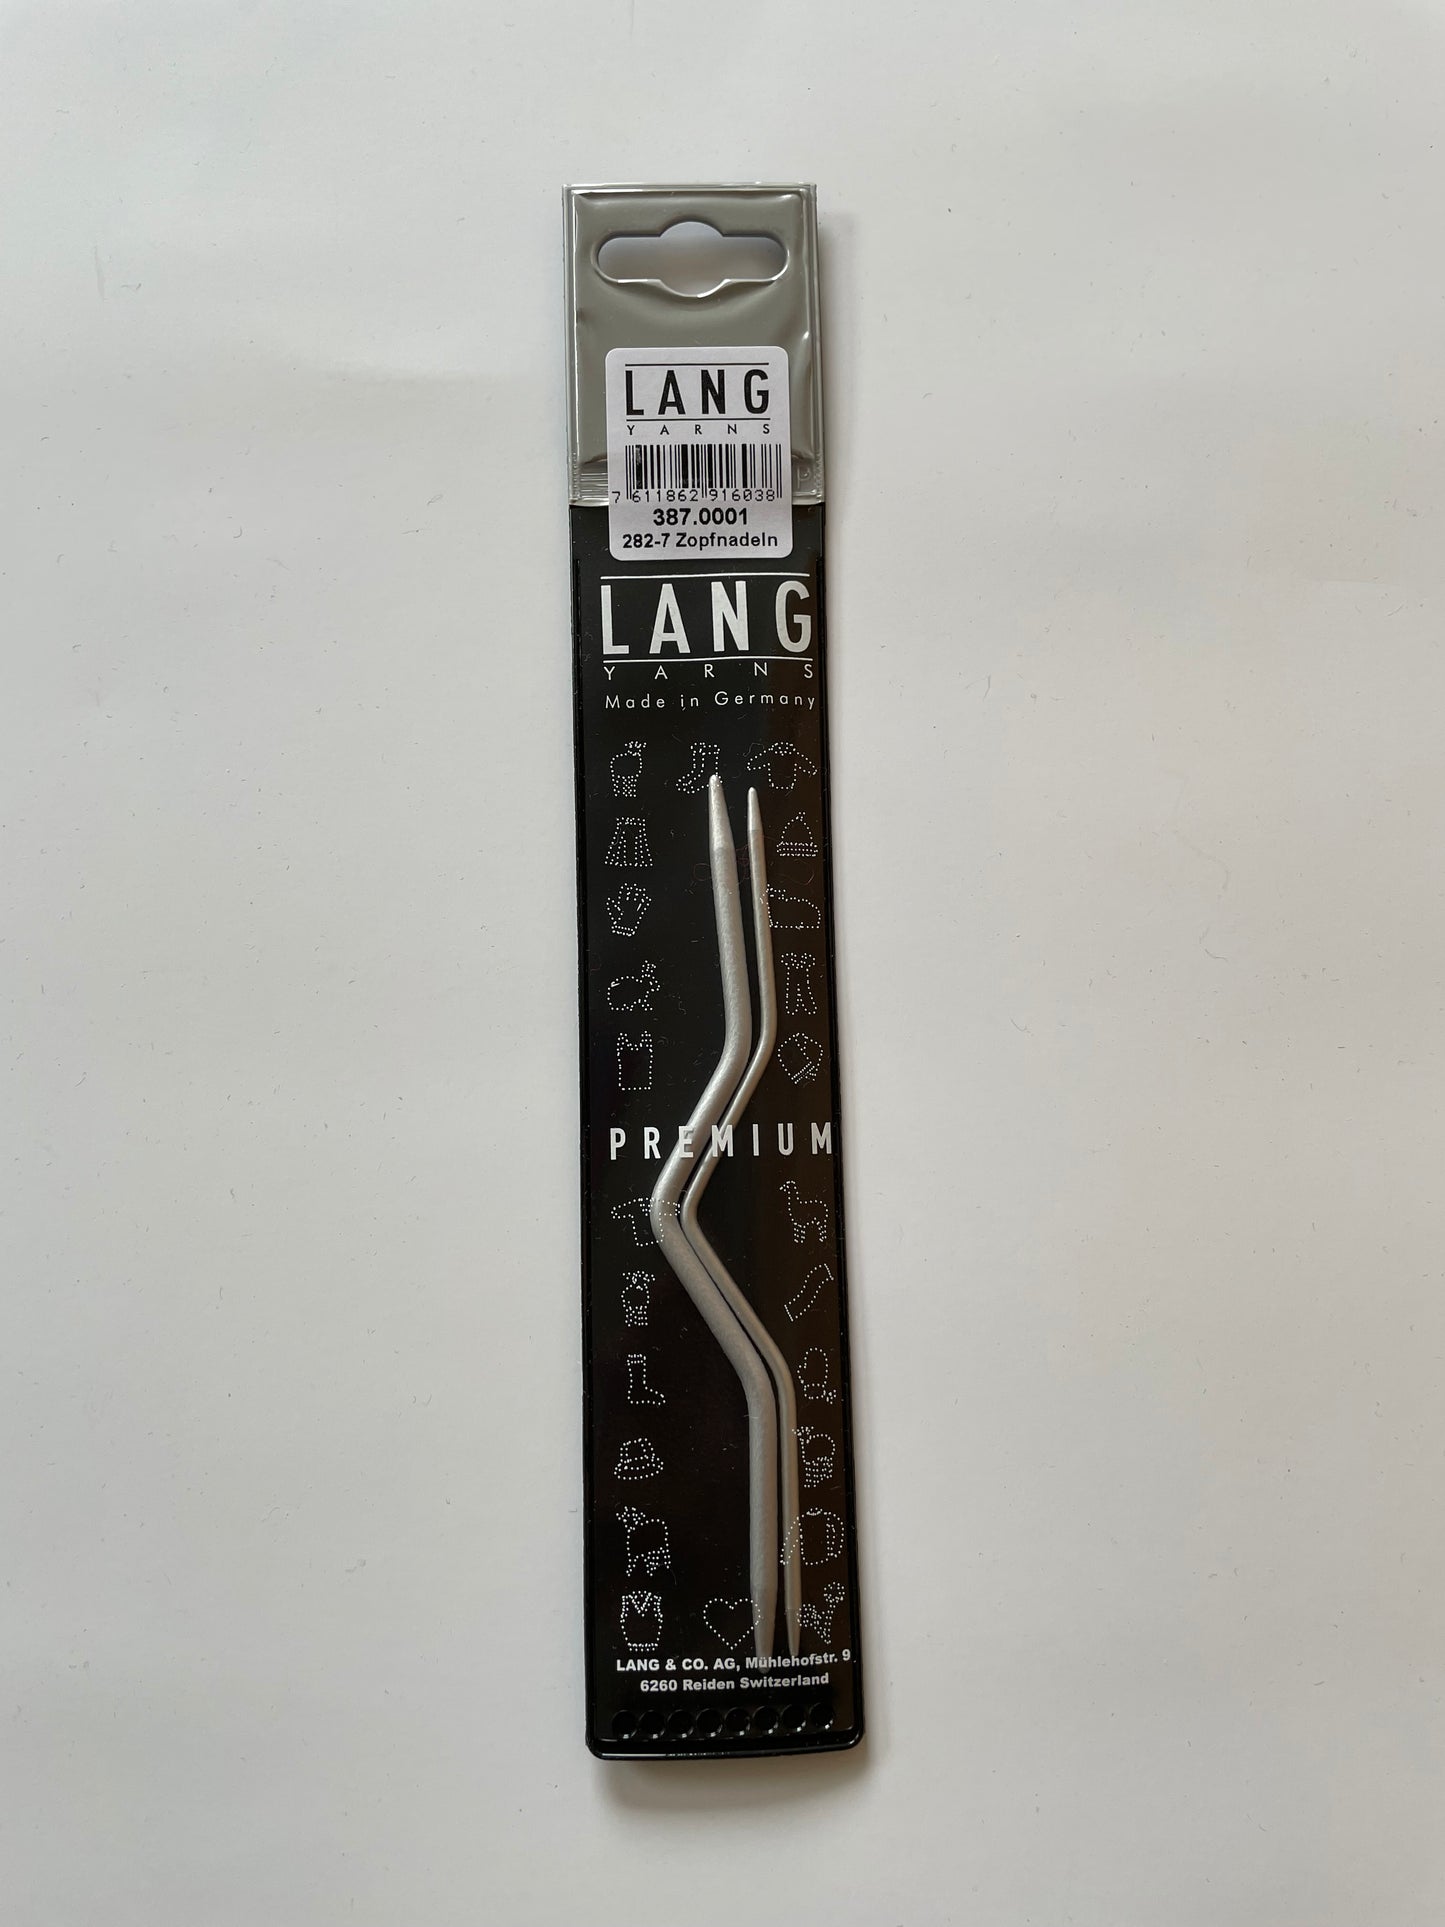 LANG
YARNS
7 611862 916038
387.0001
282-7 Zopfnadeln
LANG
YARNS
Made in Germany
PREMIUM
LANG & CO. AG, Mühlehofstr. 9
6260 Reiden Switzerland